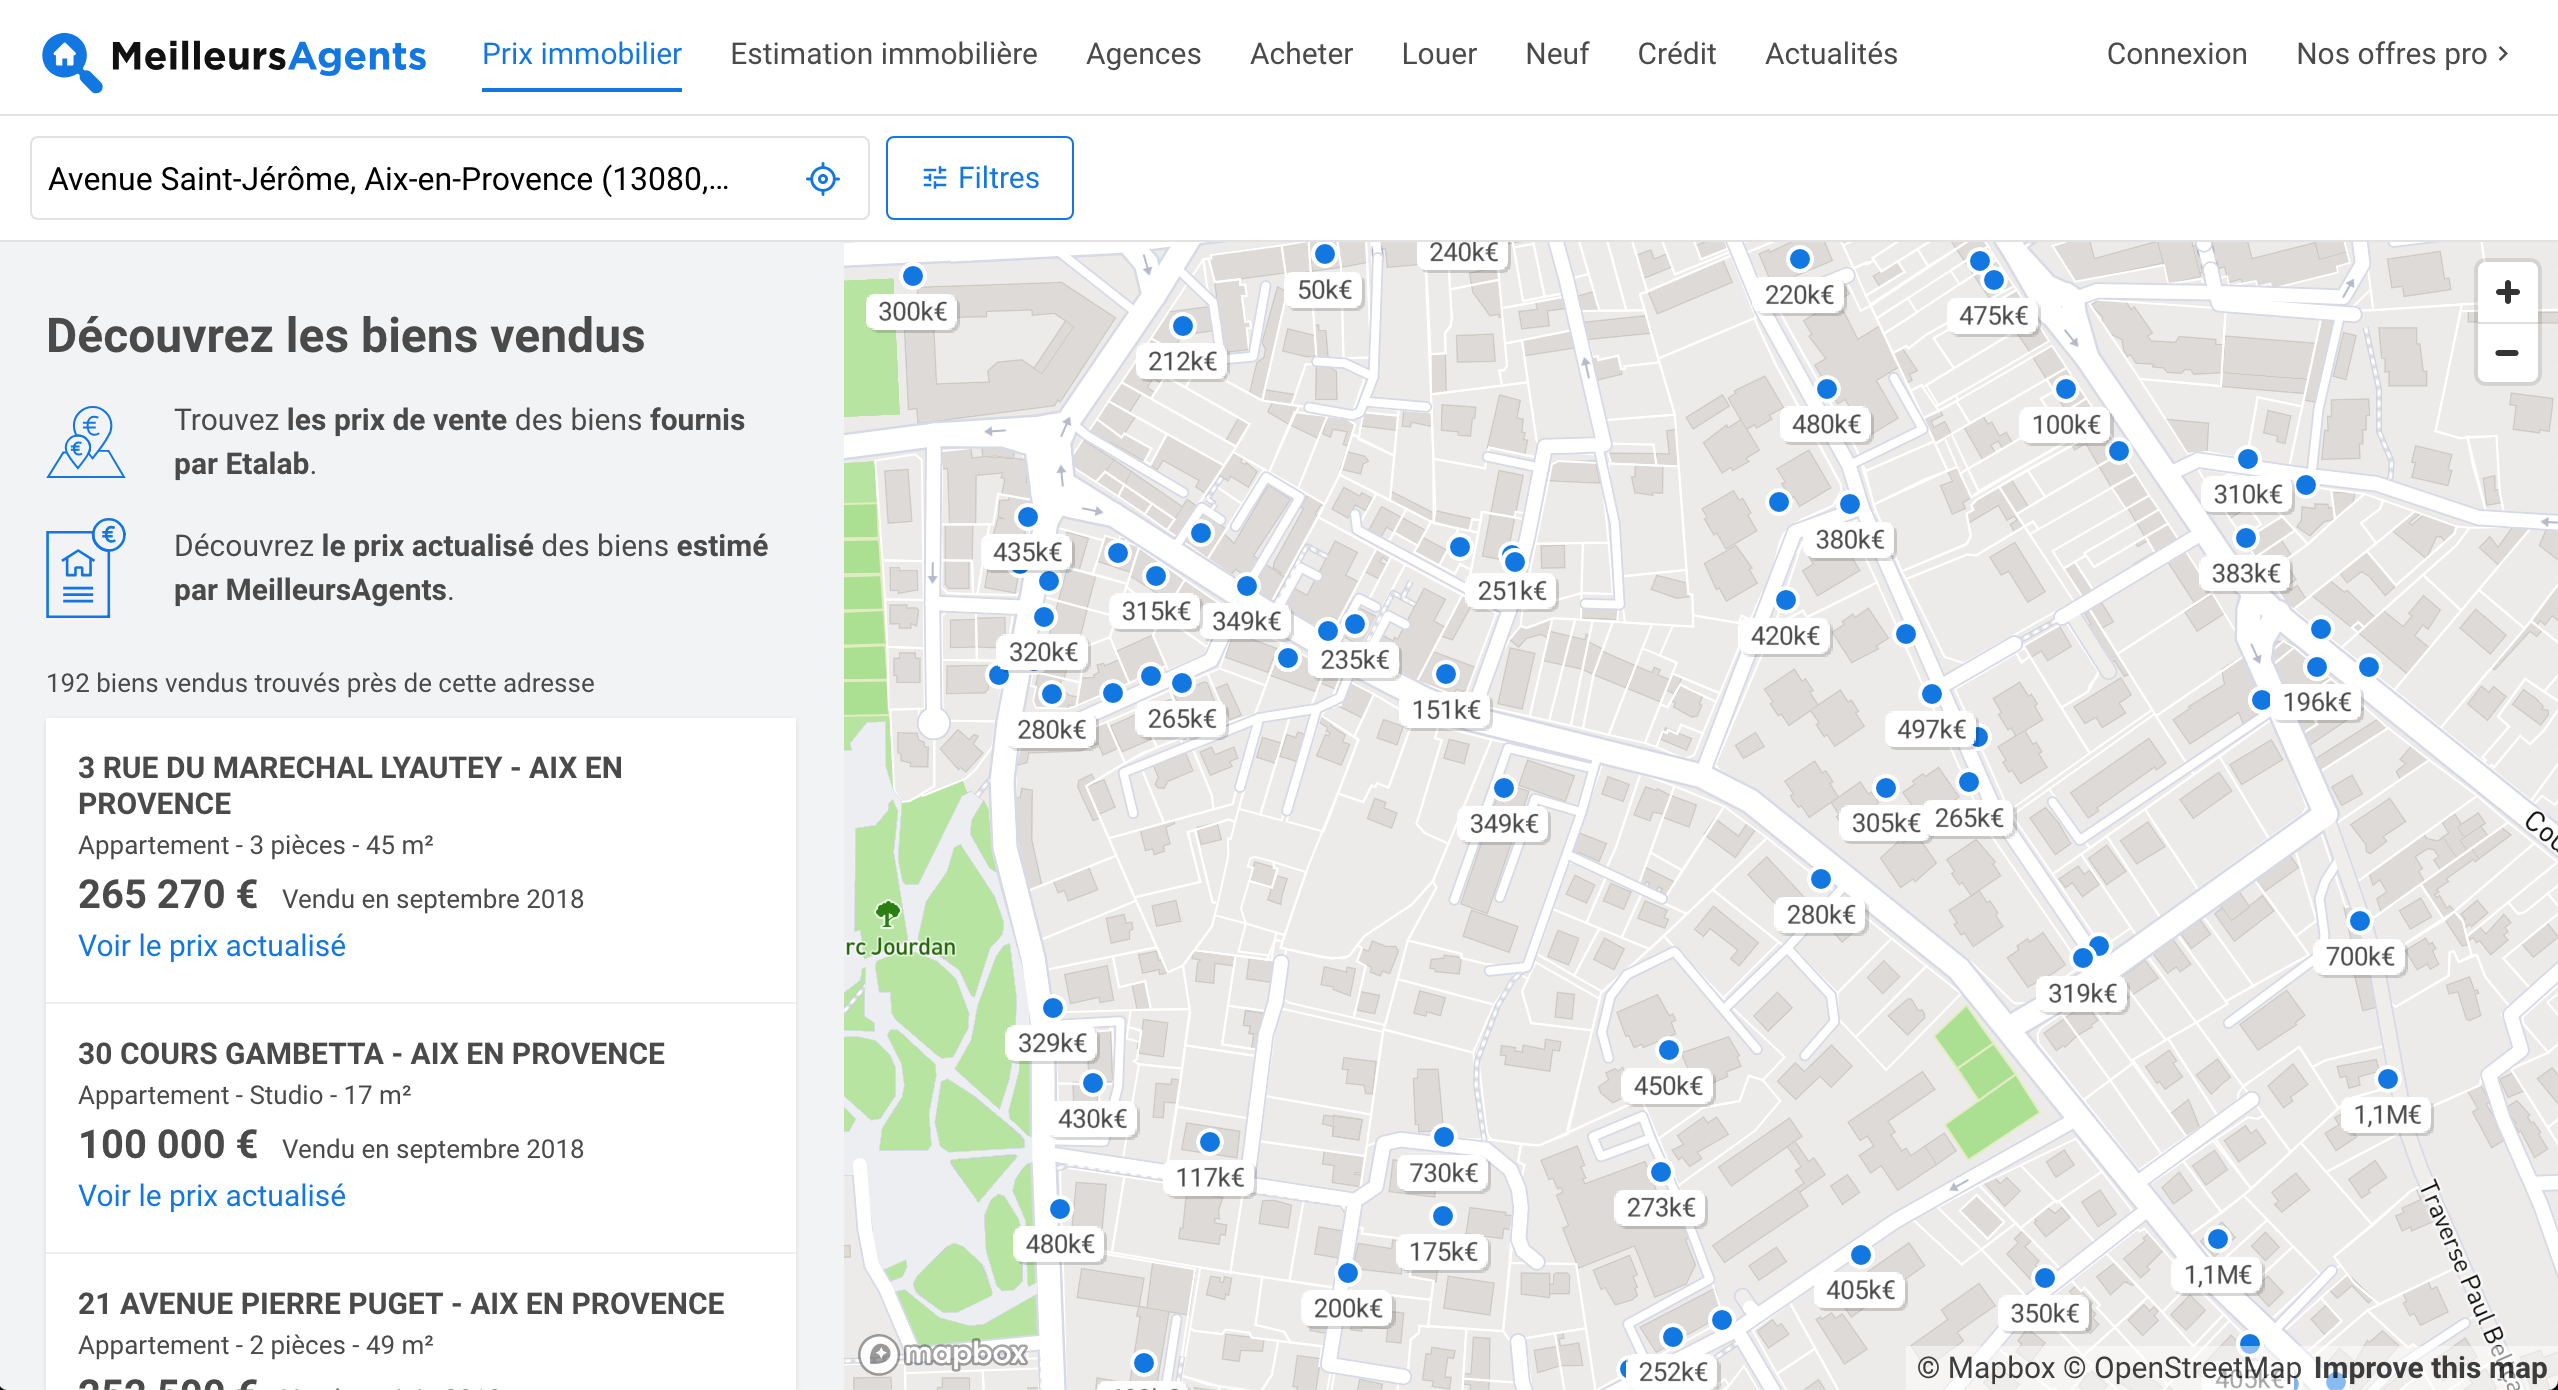 MeilleursAgents
Prix immobilier
Estimation immobilière
Agences
Acheter
Louer
Neuf
Crédit
Actualités
Connexion
Nos offres pro
Avenue Saint-Jérôme, Aix-en-Provence (13080,...
Filtres
Découvrez les biens vendus
Trouvez les prix de vente des biens fournis
par Etalab.
Découvrez le prix actualisé des biens estimé
par MeilleursAgents.
192 biens vendus trouvés près de cette adresse
3 RUE DU MARECHAL LYAUTEY - AIX EN
PROVENCE
Appartement - 3 pièces - 45 m²
265 270 € Vendu en septembre 2018
Voir le prix actualisé
30 COURS GAMBETTA - AIX EN PROVENCE
Appartement - Studio - 17 m²
100 000 € Vendu en septembre 2018
Voir le prix actualisé
21 AVENUE PIERRE PUGET - AIX EN PROVENCE
Appartement - 2 pièces - 49 m²
240k€
50k€
220k€
300k€
475k€
212k€
480k€
100k€
310k€
380k€
435k€
383k€
251k€
315k€
349k€
420k€
320k€
235k€
196k€
151k€
265k€
280k€
497k€
349k€
305k€
265k€
Cou
280k€
rc Jourdan
700k€
319k€
329k€
450k€
430k€
1,1M€
117k€
730k€
273k€
480k€
175k€
1,1M€
405k€
200k€
350k€
Traverse Paul Be
mapbox
252k€
405k€
© Mapbox © OpenStreetMap Improve this map